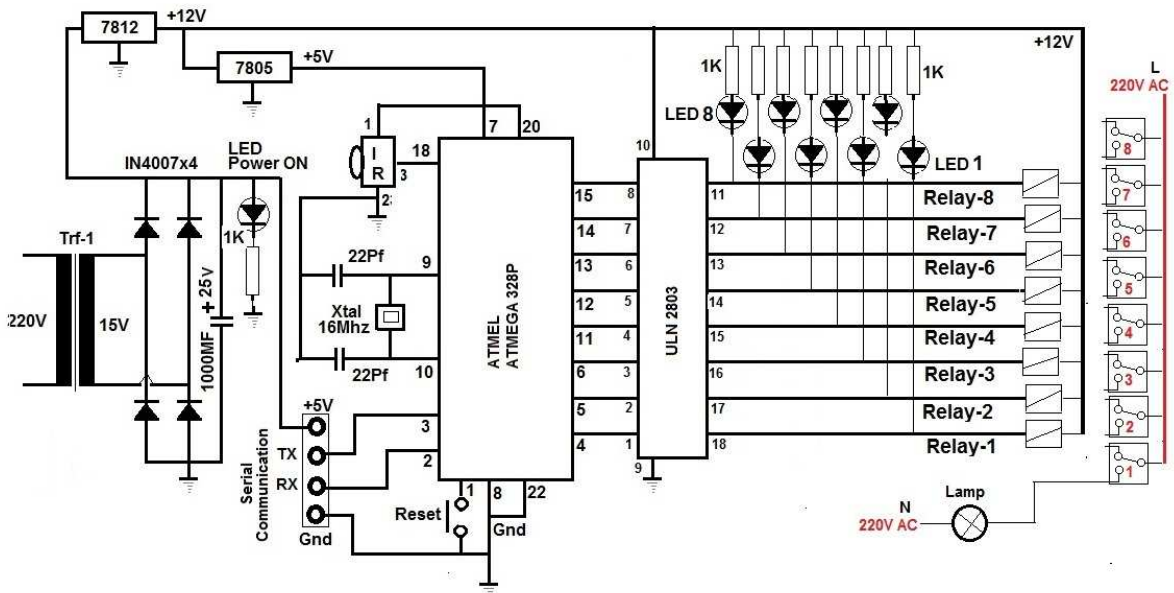 7812
+12V
7805
+5V
+12V
L
220V AC
1K
1K
LED 8
LED 1
IN4007x4
LED
Power ON
1K
Trf-1
220V
15V
+ 25v
1000MF
1
I
R
3
2
18
7
20
22Pf
9
Xtal
16Mhz
22Pf
10
ATMEL
ATMEGA 328P
15
14
13
12
11
6
5
4
3
2
1
8
22
10
ULN 2803
8
7
6
5
4
3
2
1
9
11
12
13
14
15
16
17
18
Relay-8
Relay-7
Relay-6
Relay-5
Relay-4
Relay-3
Relay-2
Relay-1
8
7
6
5
4
3
2
1
+5V
TX
RX
Gnd
Serial
Communication
Reset
Gnd
Lamp
N
220V AC